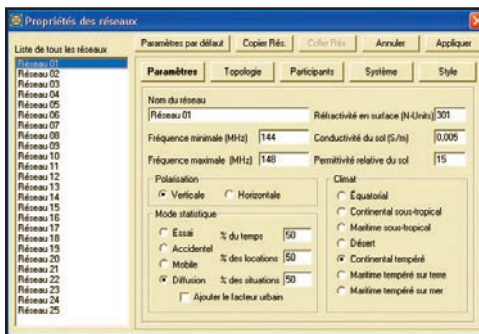 Propriétés des réseaux
Liste de tous les réseaux
Réseau 01
Réseau 02
Réseau 03
Réseau 04
Réseau 05
Réseau 06
Réseau 07
Réseau 08
Réseau 09
Réseau 10
Réseau 11
Réseau 12
Réseau 13
Réseau 14
Réseau 15
Réseau 16
Réseau 17
Réseau 18
Réseau 19
Réseau 20
Réseau 21
Réseau 22
Réseau 23
Réseau 24
Réseau 25
Paramètres par défaut Copier Rés. Coller Rés Annuler Appliquer
Paramètres Topologie Participants Système Style
Nom du réseau
Réseau 01 Réfractivité en surface (N-Units) 301
Fréquence minimale (MHz) 144 Conductivité du sol (S/m) 0,005
Fréquence maximale (MHz) 148 Permittivité relative du sol 15
Polarisation
Verticale Horizontale
Mode statistique
Essai % du temps 50
Accidentel
Mobile % des locations 50
Diffusion % des situations 50
Ajouter le facteur urbain
Climat
Équatorial
Continental sous-tropical
Maritime sous-tropical
Désert
Continental tempéré
Maritime tempéré sur terre
Maritime tempéré sur mer